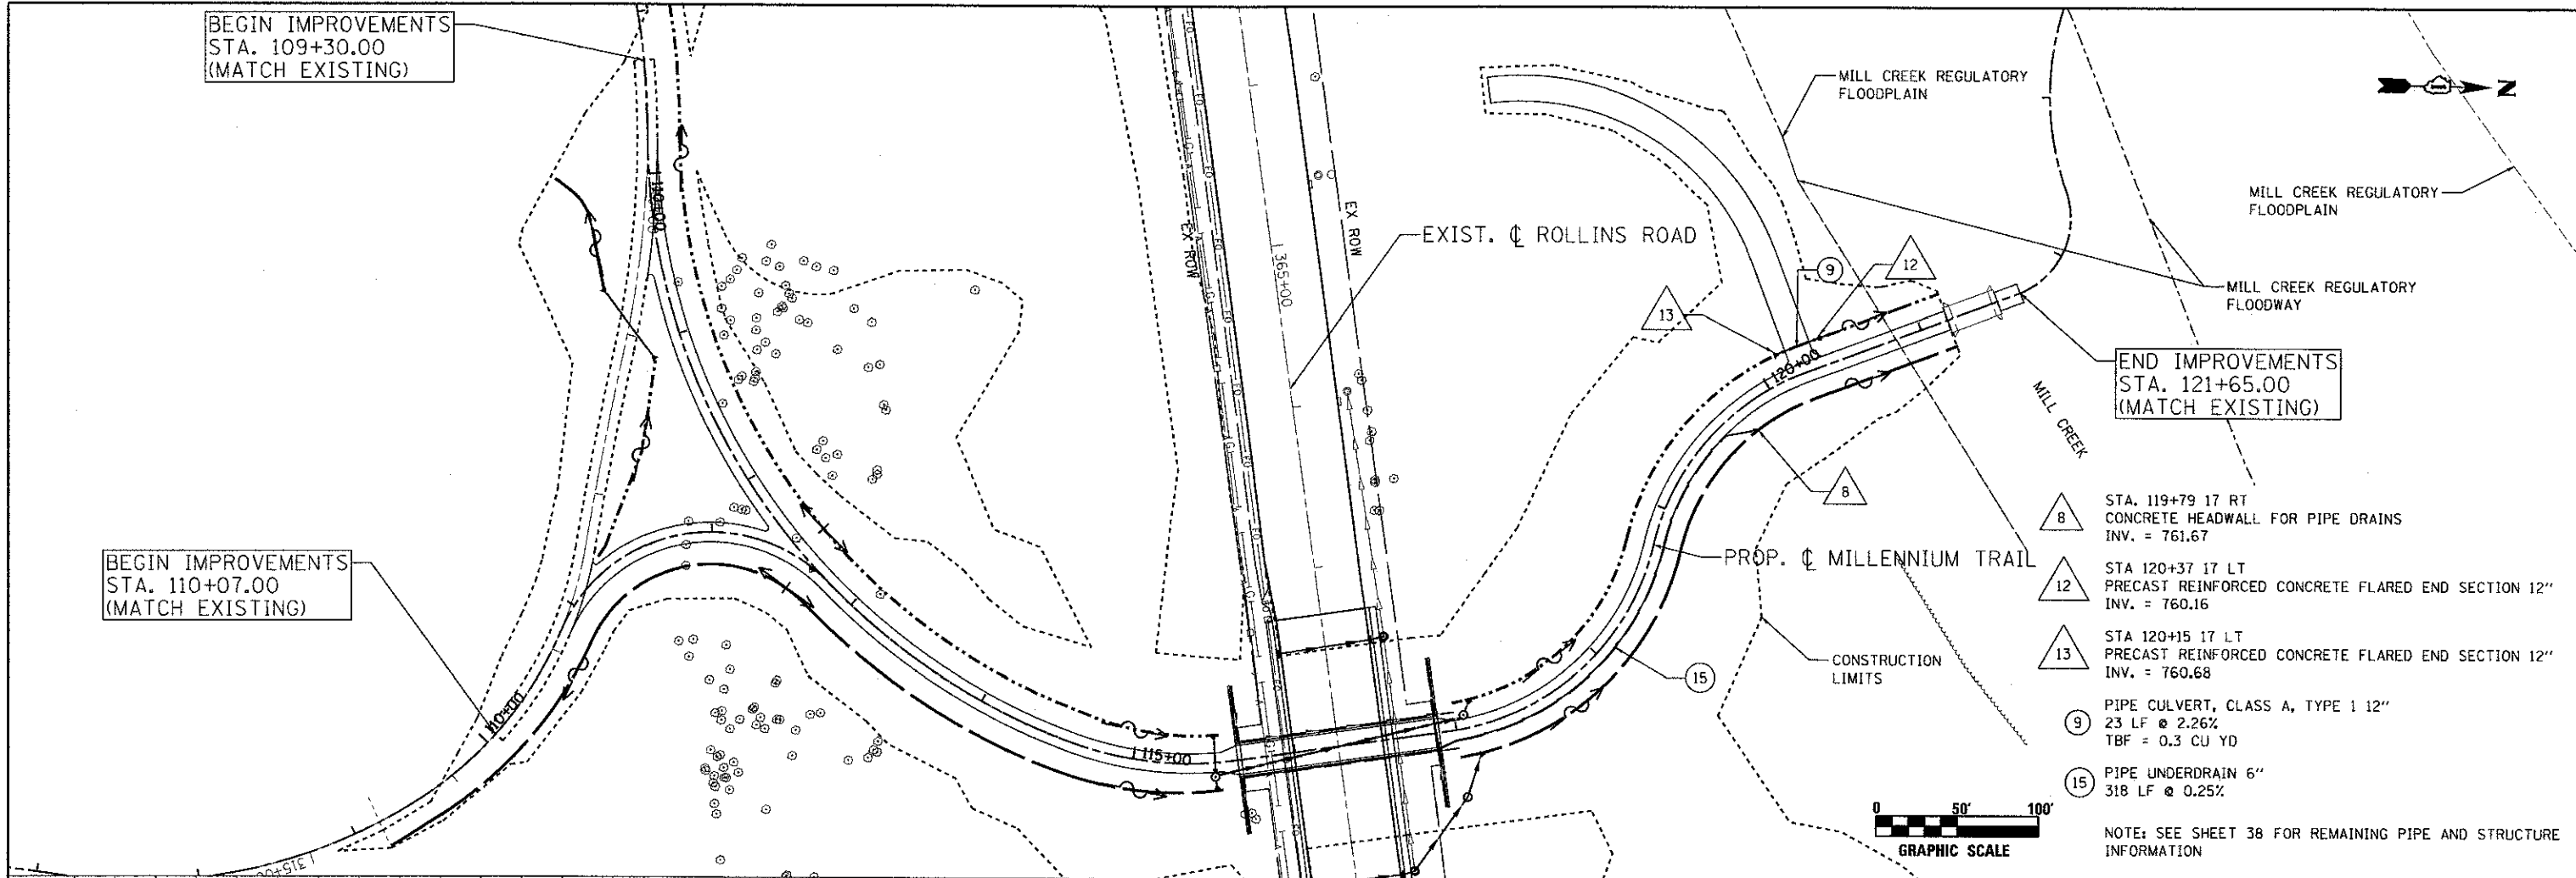 BEGIN IMPROVEMENTS
STA. 109+30.00
(MATCH EXISTING)
110+00
EX ROW
EXIST. ℄ ROLLINS ROAD
365+00
EX ROW
MILL CREEK REGULATORY
FLOODPLAIN
N
MILL CREEK REGULATORY
FLOODPLAIN
MILL CREEK REGULATORY
FLOODWAY
9
12
13
120+00
END IMPROVEMENTS
STA. 121+65.00
(MATCH EXISTING)
MILL CREEK
8
BEGIN IMPROVEMENTS
STA. 110+07.00
(MATCH EXISTING)
110+00
PROP. ℄ MILLENNIUM TRAIL
CONSTRUCTION
LIMITS
15
115+00
8
STA. 119+79 17 RT
CONCRETE HEADWALL FOR PIPE DRAINS
INV. = 761.67
12
STA 120+37 17 LT
PRECAST REINFORCED CONCRETE FLARED END SECTION 12"
INV. = 760.16
13
STA 120+15 17 LT
PRECAST REINFORCED CONCRETE FLARED END SECTION 12"
INV. = 760.68
9
PIPE CULVERT, CLASS A, TYPE 1 12"
23 LF @ 2.26%
TBF = 0.3 CU YD
15
PIPE UNDERDRAIN 6"
318 LF @ 0.25%
NOTE: SEE SHEET 38 FOR REMAINING PIPE AND STRUCTURE
INFORMATION
0 50' 100'
GRAPHIC SCALE